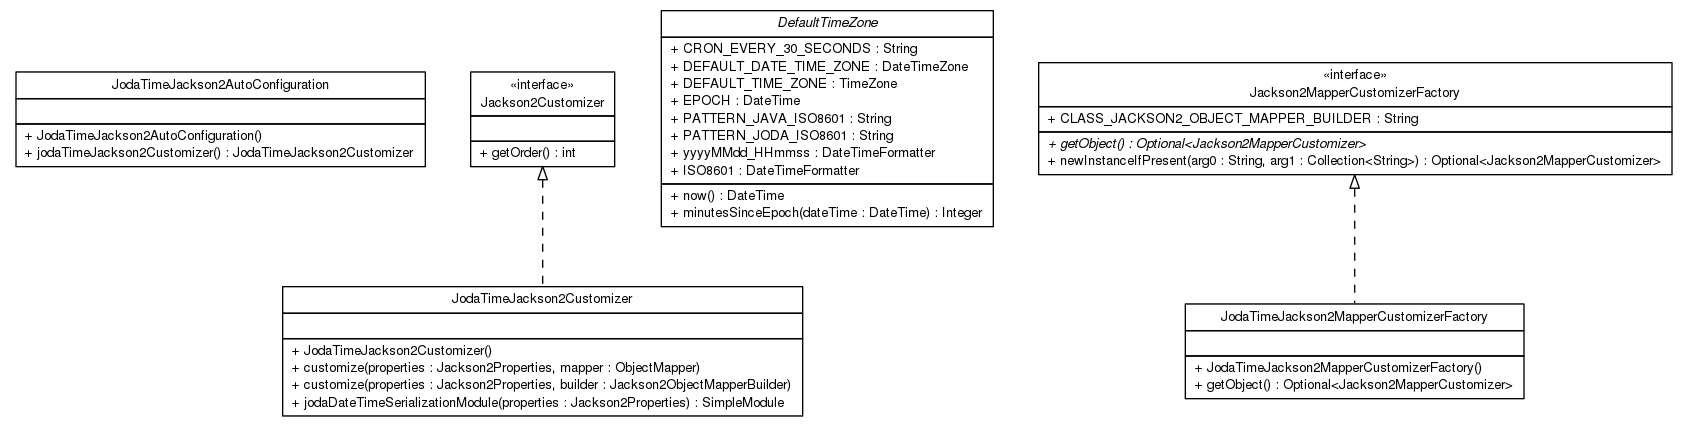 JodaTimeJackson2AutoConfiguration
+ JodaTimeJackson2AutoConfiguration()
+ jodaTimeJackson2Customizer() : JodaTimeJackson2Customizer
«interface»
Jackson2Customizer
+ getOrder() : int
DefaultTimeZone
+ CRON_EVERY_30_SECONDS : String
+ DEFAULT_DATE_TIME_ZONE : DateTimeZone
+ DEFAULT_TIME_ZONE : TimeZone
+ EPOCH : DateTime
+ PATTERN_JAVA_ISO8601 : String
+ PATTERN_JODA_ISO8601 : String
+ yyyyMMdd_HHmmss : DateTimeFormatter
+ ISO8601 : DateTimeFormatter
+ now() : DateTime
+ minutesSinceEpoch(dateTime : DateTime) : Integer
«interface»
Jackson2MapperCustomizerFactory
+ CLASS_JACKSON2_OBJECT_MAPPER_BUILDER : String
+ getObject() : Optional<Jackson2MapperCustomizer>
+ newInstanceIfPresent(arg0 : String, arg1 : Collection<String>) : Optional<Jackson2MapperCustomizer>
JodaTimeJackson2Customizer
+ JodaTimeJackson2Customizer()
+ customize(properties : Jackson2Properties, mapper : ObjectMapper)
+ customize(properties : Jackson2Properties, builder : Jackson2ObjectMapperBuilder)
+ jodaDateTimeSerializationModule(properties : Jackson2Properties) : SimpleModule
JodaTimeJackson2MapperCustomizerFactory
+ JodaTimeJackson2MapperCustomizerFactory()
+ getObject() : Optional<Jackson2MapperCustomizer>